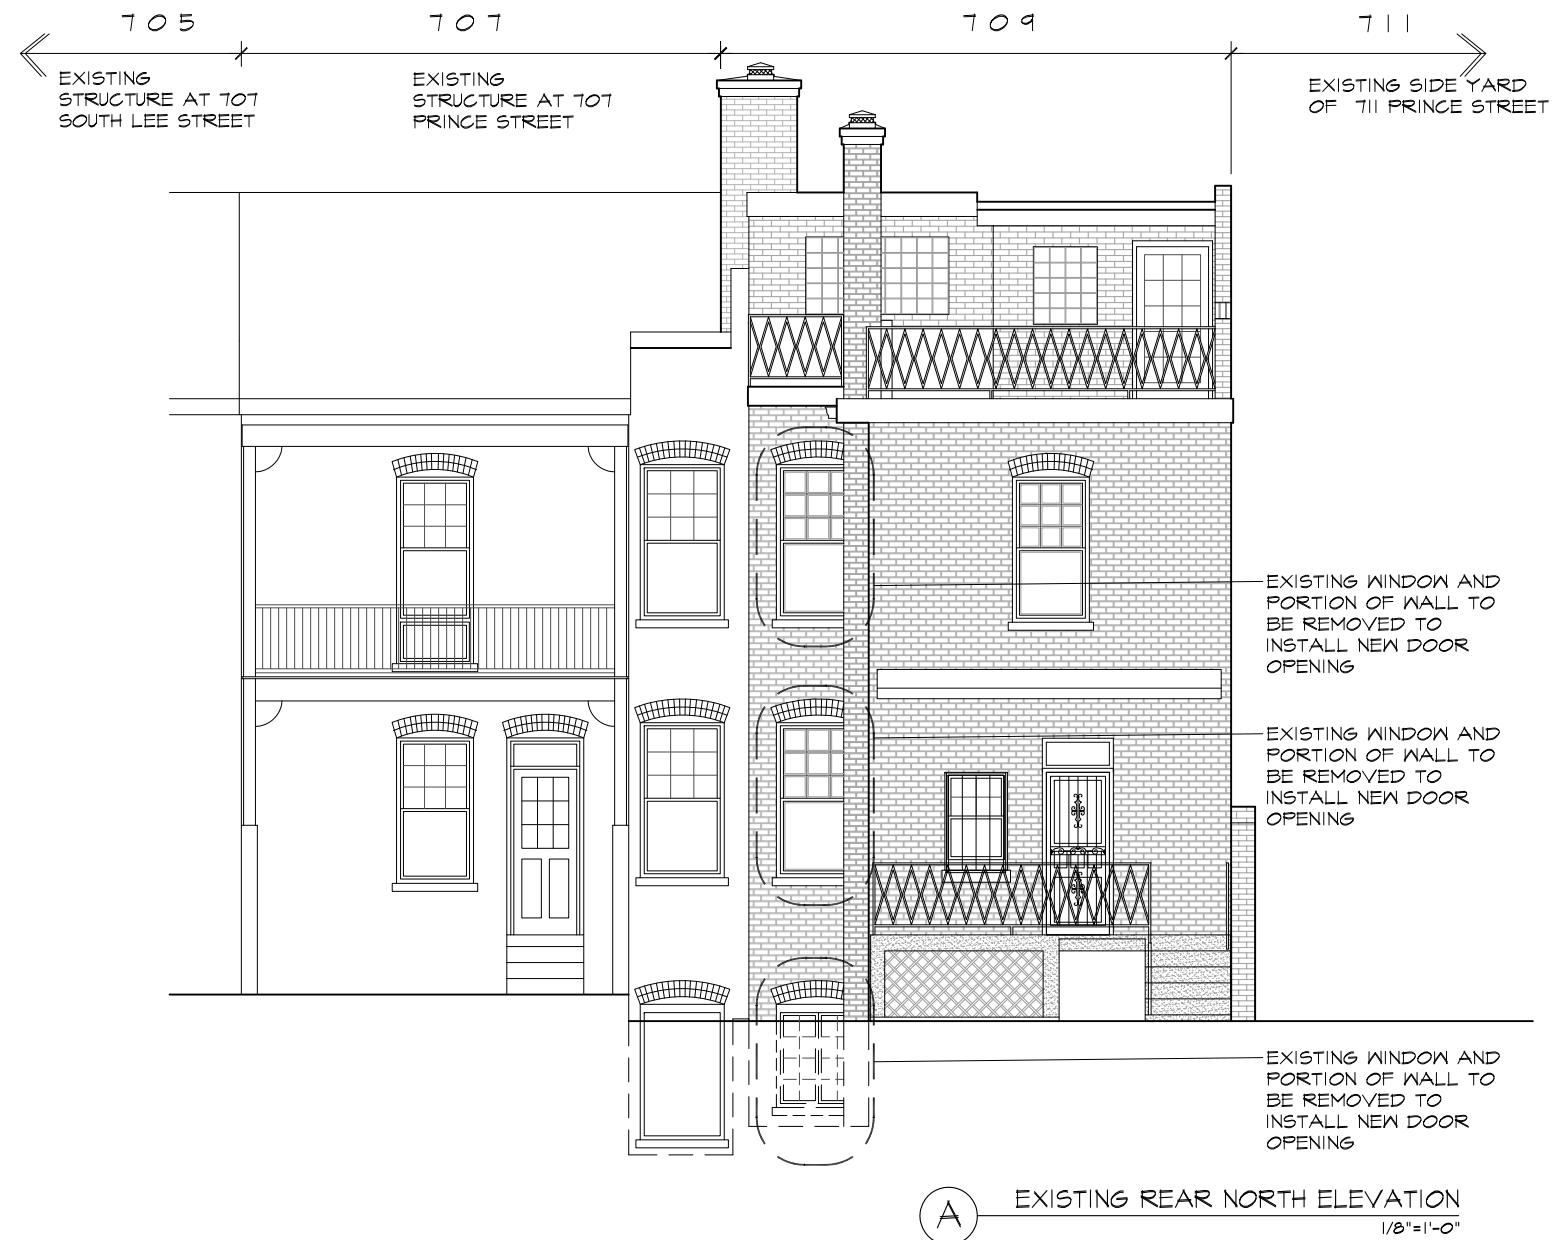 705
707
709
711
EXISTING
STRUCTURE AT 707
SOUTH LEE STREET
EXISTING
STRUCTURE AT 707
PRINCE STREET
EXISTING SIDE YARD
OF 711 PRINCE STREET
EXISTING WINDOW AND
PORTION OF WALL TO
BE REMOVED TO
INSTALL NEW DOOR
OPENING
EXISTING WINDOW AND
PORTION OF WALL TO
BE REMOVED TO
INSTALL NEW DOOR
OPENING
EXISTING WINDOW AND
PORTION OF WALL TO
BE REMOVED TO
INSTALL NEW DOOR
OPENING
A
EXISTING REAR NORTH ELEVATION
1/8"=1'-0"